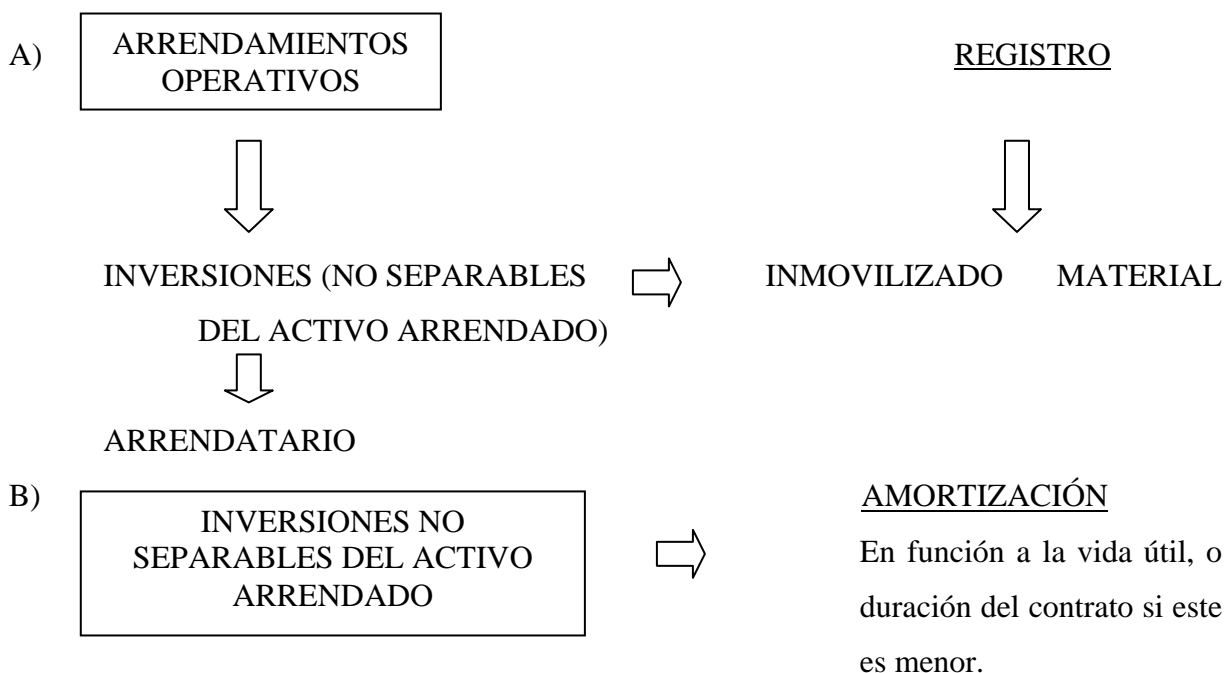 A)
ARRENDAMIENTOS
OPERATIVOS
REGISTRO
INVERSIONES (NO SEPARABLES
DEL ACTIVO ARRENDADO)
INMOVILIZADO MATERIAL
ARRENDATARIO
B)
INVERSIONES NO
SEPARABLES DEL ACTIVO
ARRENDADO
AMORTIZACIÓN
En función a la vida útil, o
duración del contrato si este
es menor.